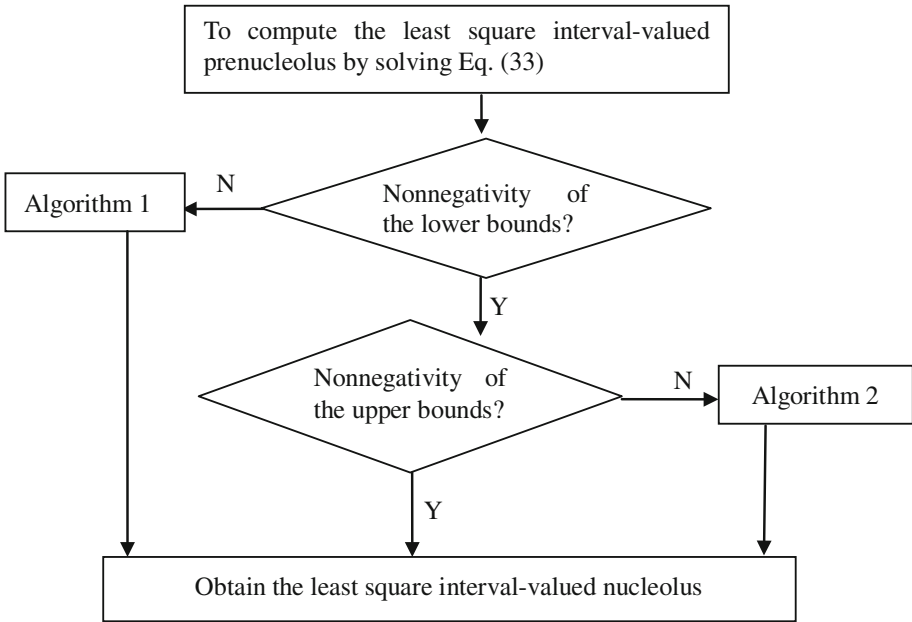 To compute the least square interval-valued
prenucleolus by solving Eq. (33)
N
Nonnegativity of
the lower bounds?
Algorithm 1
Y
Nonnegativity of
the upper bounds?
N
Algorithm 2
Y
Obtain the least square interval-valued nucleolus